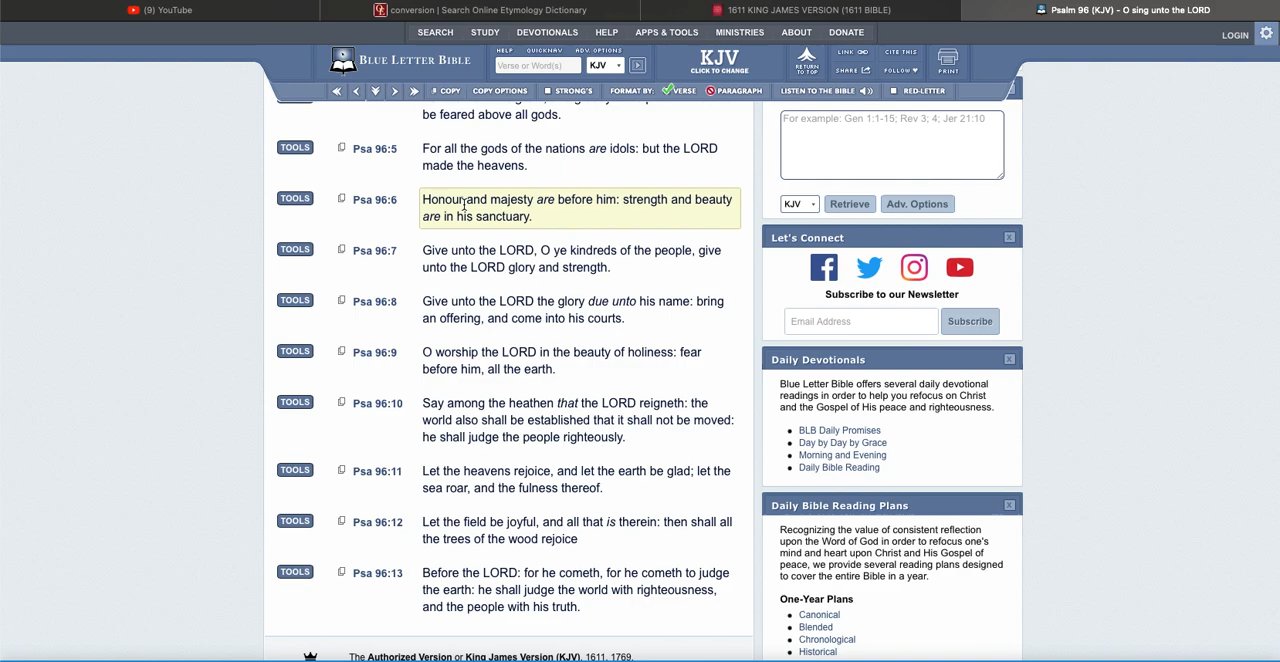 (9) YouTube
conversion | Search Online Etymology Dictionary
1611 KING JAMES VERSION (1611 BIBLE)
Psalm 96 (KJV) - O sing unto the LORD
SEARCH STUDY DEVOTIONALS HELP APPS & TOOLS MINISTRIES ABOUT DONATE
LOGIN
BLUE LETTER BIBLE
HELP QUICKNAV ADV. OPTIONS
Verse or Word(s) KJV
KJV
CLICK TO CHANGE
RETURN TO TOP
LINK CITE THIS
SHARE FOLLOW
PRINT
COPY COPY OPTIONS STRONG'S FORMAT BY: VERSE PARAGRAPH LISTEN TO THE BIBLE RED-LETTER
be feared above all gods.
TOOLS Psa 96:5 For all the gods of the nations are idols: but the LORD
made the heavens.
TOOLS Psa 96:6 Honour and majesty are before him: strength and beauty
are in his sanctuary.
TOOLS Psa 96:7 Give unto the LORD, O ye kindreds of the people, give
unto the LORD glory and strength.
TOOLS Psa 96:8 Give unto the LORD the glory due unto his name: bring
an offering, and come into his courts.
TOOLS Psa 96:9 O worship the LORD in the beauty of holiness: fear
before him, all the earth.
TOOLS Psa 96:10 Say among the heathen that the LORD reigneth: the
world also shall be established that it shall not be moved:
he shall judge the people righteously.
TOOLS Psa 96:11 Let the heavens rejoice, and let the earth be glad; let the
sea roar, and the fulness thereof.
TOOLS Psa 96:12 Let the field be joyful, and all that is therein: then shall all
the trees of the wood rejoice
TOOLS Psa 96:13 Before the LORD: for he cometh, for he cometh to judge
the earth: he shall judge the world with righteousness,
and the people with his truth.
The Authorized Version or King James Version (KJV), 1611, 1769.
For example: Gen 1:1-15; Rev 3; 4; Jer 21:10
KJV Retrieve Adv. Options
Let's Connect
Subscribe to our Newsletter
Email Address Subscribe
Daily Devotionals
Blue Letter Bible offers several daily devotional
readings in order to help you refocus on Christ
and the Gospel of His peace and righteousness.
BLB Daily Promises
Day by Day by Grace
Morning and Evening
Daily Bible Reading
Daily Bible Reading Plans
Recognizing the value of consistent reflection
upon the Word of God in order to refocus one's
mind and heart upon Christ and His Gospel of
peace, we provide several reading plans designed
to cover the entire Bible in a year.
One-Year Plans
Canonical
Blended
Chronological
Historical